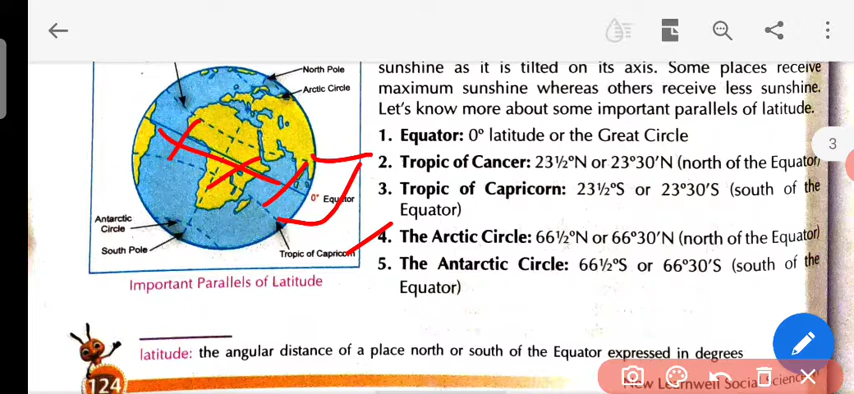 North Pole
Arctic Circle
0° Equator
Antarctic
Circle
South Pole
Tropic of Capricorn
Important Parallels of Latitude
sunshine as it is tilted on its axis. Some places receive
maximum sunshine whereas others receive less sunshine.
Let's know more about some important parallels of latitude.
1. Equator: 0° latitude or the Great Circle
2. Tropic of Cancer: 23½°N or 23°30'N (north of the Equator)
3. Tropic of Capricorn: 23½°S or 23°30'S (south of the
Equator)
4. The Arctic Circle: 66½°N or 66°30'N (north of the Equator)
5. The Antarctic Circle: 66½°S or 66°30'S (south of the
Equator)
3
latitude: the angular distance of a place north or south of the Equator expressed in degrees
124
New Learnwell Social Science